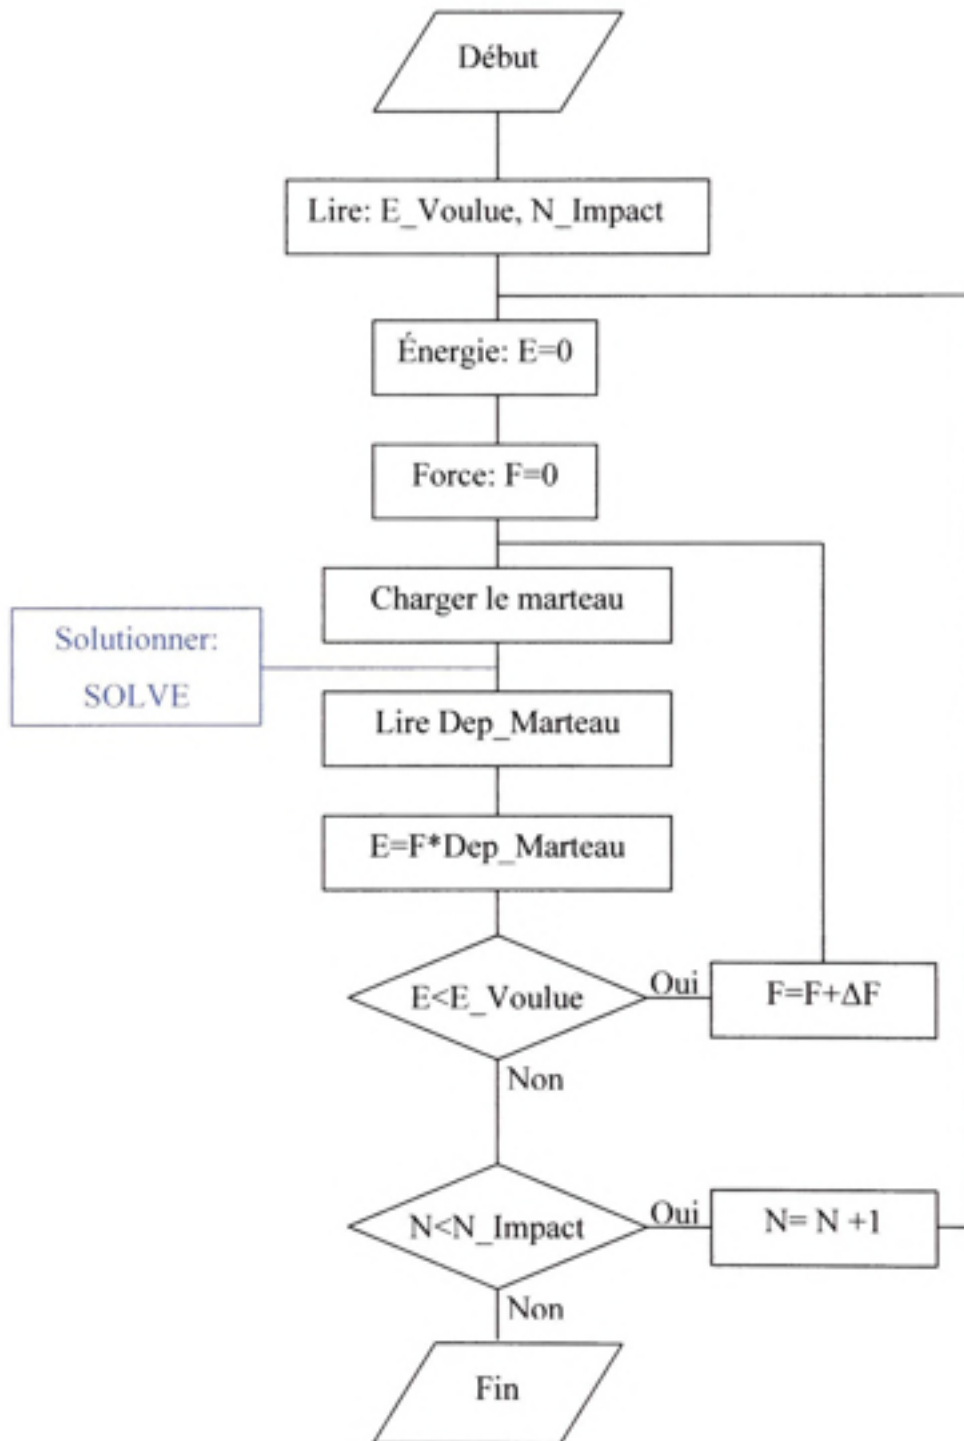 Début
Lire: E_Voulue, N_Impact
Énergie: E=0
Force: F=0
Charger le marteau
Solutionner:
SOLVE
Lire Dep_Marteau
E=F*Dep_Marteau
E<E_Voulue
Oui
F=F+ΔF
Non
N<N_Impact
Oui
N= N +1
Non
Fin